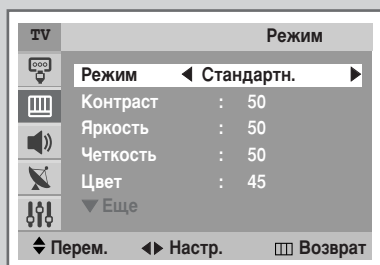 TV Режим
Режим ◀ Стандартн. ▶
Контраст : 50
Яркость : 50
Четкость : 50
Цвет : 45
▼ Еще
Перем. Настр. Возврат